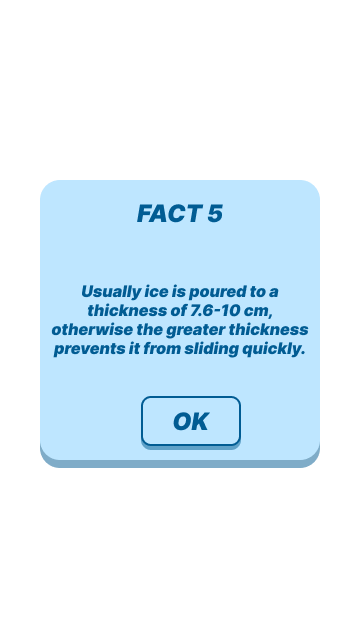 FACT 5
Usually ice is poured to a
thickness of 7.6-10 cm,
otherwise the greater thickness
prevents it from sliding quickly.
OK